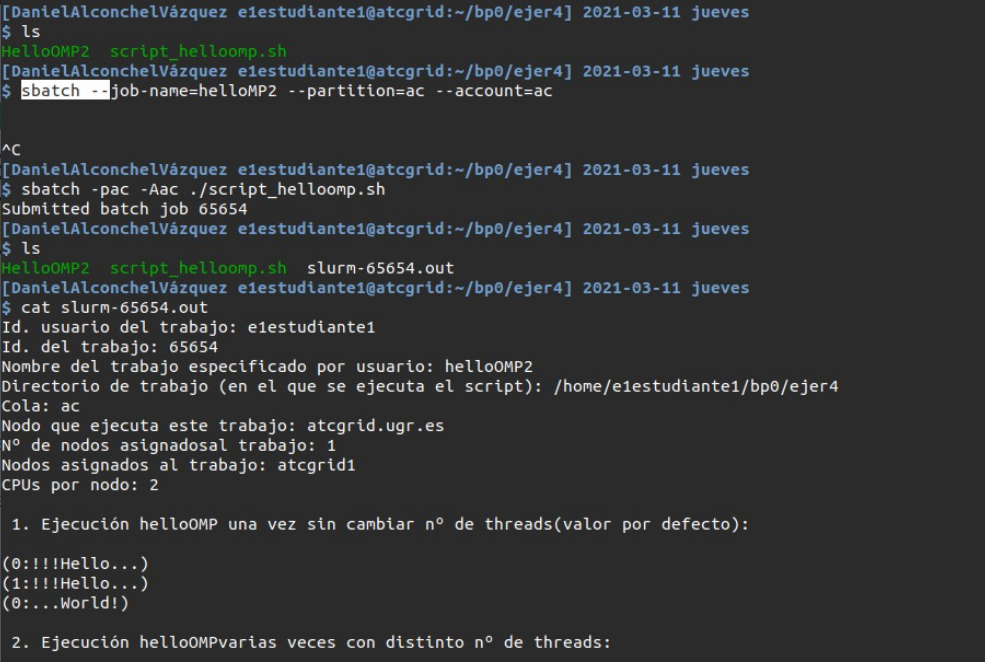 [DanielAlconchelVázquez e1estudiante1@atcgrid:~/bp0/ejer4] 2021-03-11 jueves
$ ls
HelloOMP2  script_helloomp.sh
[DanielAlconchelVázquez e1estudiante1@atcgrid:~/bp0/ejer4] 2021-03-11 jueves
$ sbatch --job-name=helloMP2 --partition=ac --account=ac
^C
[DanielAlconchelVázquez e1estudiante1@atcgrid:~/bp0/ejer4] 2021-03-11 jueves
$ sbatch -pac -Aac ./script_helloomp.sh
Submitted batch job 65654
[DanielAlconchelVázquez e1estudiante1@atcgrid:~/bp0/ejer4] 2021-03-11 jueves
$ ls
HelloOMP2  script_helloomp.sh  slurm-65654.out
[DanielAlconchelVázquez e1estudiante1@atcgrid:~/bp0/ejer4] 2021-03-11 jueves
$ cat slurm-65654.out
Id. usuario del trabajo: e1estudiante1
Id. del trabajo: 65654
Nombre del trabajo especificado por usuario: helloOMP2
Directorio de trabajo (en el que se ejecuta el script): /home/e1estudiante1/bp0/ejer4
Cola: ac
Nodo que ejecuta este trabajo: atcgrid.ugr.es
Nº de nodos asignadosal trabajo: 1
Nodos asignados al trabajo: atcgrid1
CPUs por nodo: 2
1. Ejecución helloOMP una vez sin cambiar nº de threads(valor por defecto):
(0:!!!Hello...)
(1:!!!Hello...)
(0:...World!)
2. Ejecución helloOMPvarias veces con distinto nº de threads: